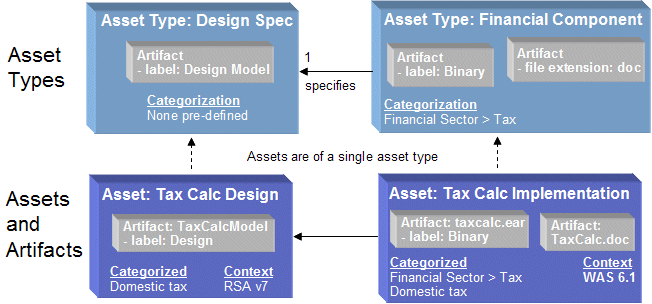 Asset Types
Asset Type: Design Spec
Artifact
- label: Design Model
Categorization
None pre-defined
1
specifies
Asset Type: Financial Component
Artifact
- label: Binary
Artifact
- file extension: doc
Categorization
Financial Sector > Tax
Assets are of a single asset type
Assets
and
Artifacts
Asset: Tax Calc Design
Artifact: TaxCalcModel
- label: Design
Categorized
Domestic tax
Context
RSA v7
Asset: Tax Calc Implementation
Artifact: taxcalc.ear
- label: Binary
Artifact:
TaxCalc.doc
Categorized
Financial Sector > Tax
Domestic tax
Context
WAS 6.1